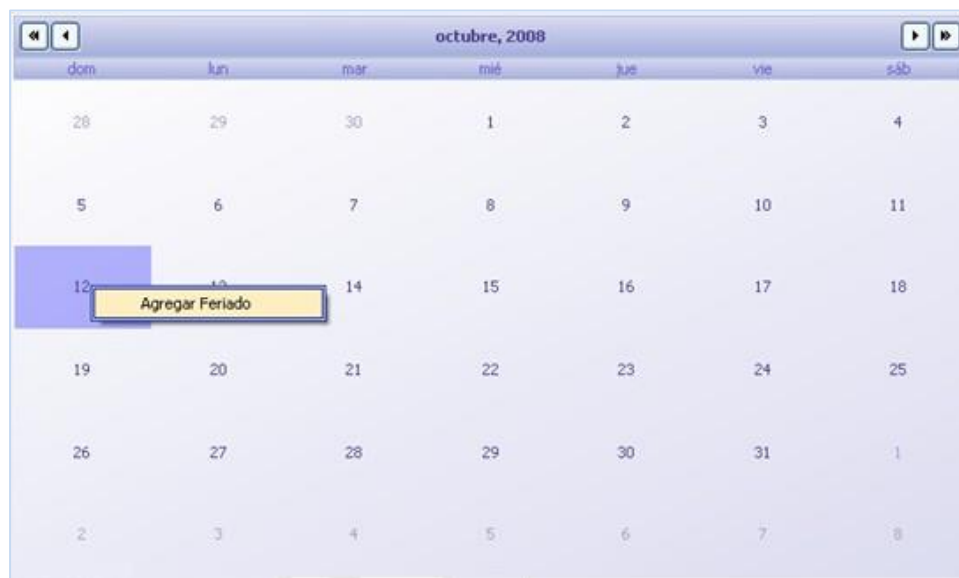 octubre, 2008
dom lun mar mié jue vie sáb
28 29 30 1 2 3 4
5 6 7 8 9 10 11
12 13 14 15 16 17 18
Agregar Feriado
19 20 21 22 23 24 25
26 27 28 29 30 31 1
2 3 4 5 6 7 8